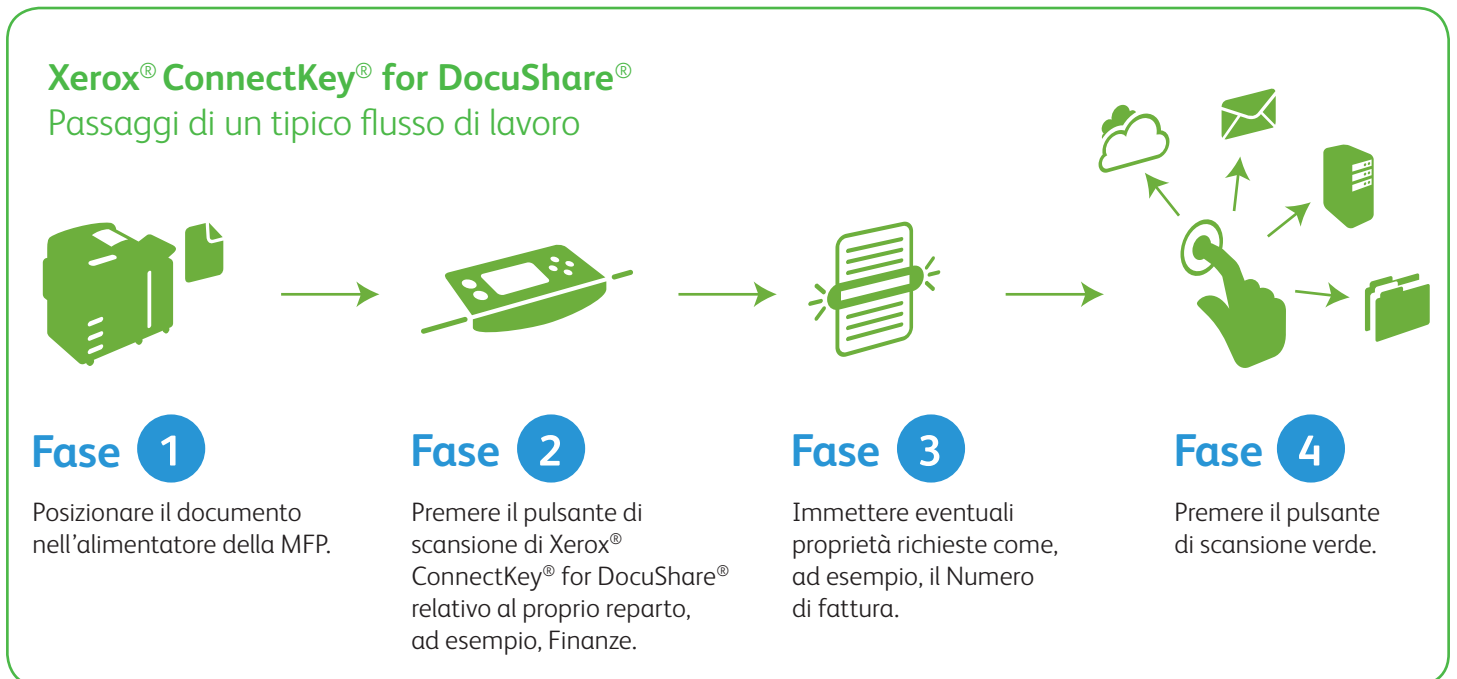 Xerox® ConnectKey® for DocuShare®
Passaggi di un tipico flusso di lavoro
Fase 1
Posizionare il documento
nell’alimentatore della MFP.
Fase 2
Premere il pulsante di
scansione di Xerox®
ConnectKey® for DocuShare®
relativo al proprio reparto,
ad esempio, Finanze.
Fase 3
Immettere eventuali
proprietà richieste come,
ad esempio, il Numero
di fattura.
Fase 4
Premere il pulsante
di scansione verde.